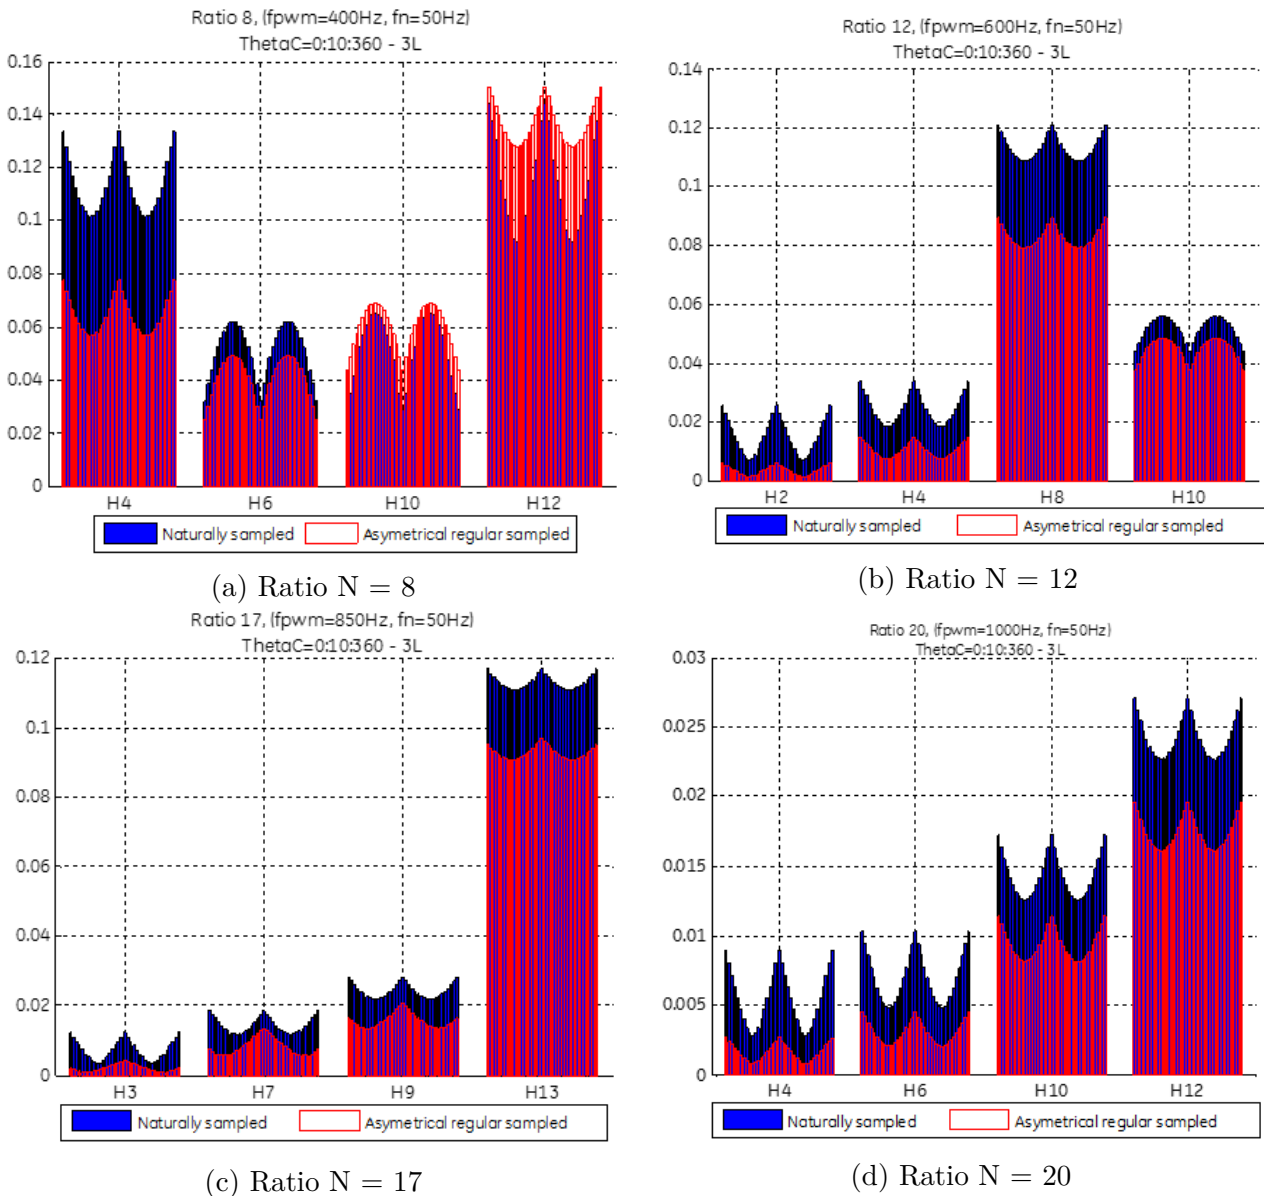 Ratio 8, (fpwm=400Hz, fn=50Hz)
ThetaC=0:10:360 - 3L
0.16
0.14
0.12
0.1
0.08
0.06
0.04
0.02
0
H4 H6 H10 H12
Naturally sampled Asymetrical regular sampled
(a) Ratio N = 8
Ratio 12, (fpwm=600Hz, fn=50Hz)
ThetaC=0:10:360 - 3L
0.14
0.12
0.1
0.08
0.06
0.04
0.02
0
H2 H4 H8 H10
Naturally sampled Asymetrical regular sampled
(b) Ratio N = 12
Ratio 17, (fpwm=850Hz, fn=50Hz)
ThetaC=0:10:360 - 3L
0.12
0.1
0.08
0.06
0.04
0.02
0
H3 H7 H9 H13
Naturally sampled Asymetrical regular sampled
(c) Ratio N = 17
Ratio 20, (fpwm=1000Hz, fn=50Hz)
ThetaC=0:10:360 - 3L
0.03
0.025
0.02
0.015
0.01
0.005
0
H4 H6 H10 H12
Naturally sampled Asymetrical regular sampled
(d) Ratio N = 20